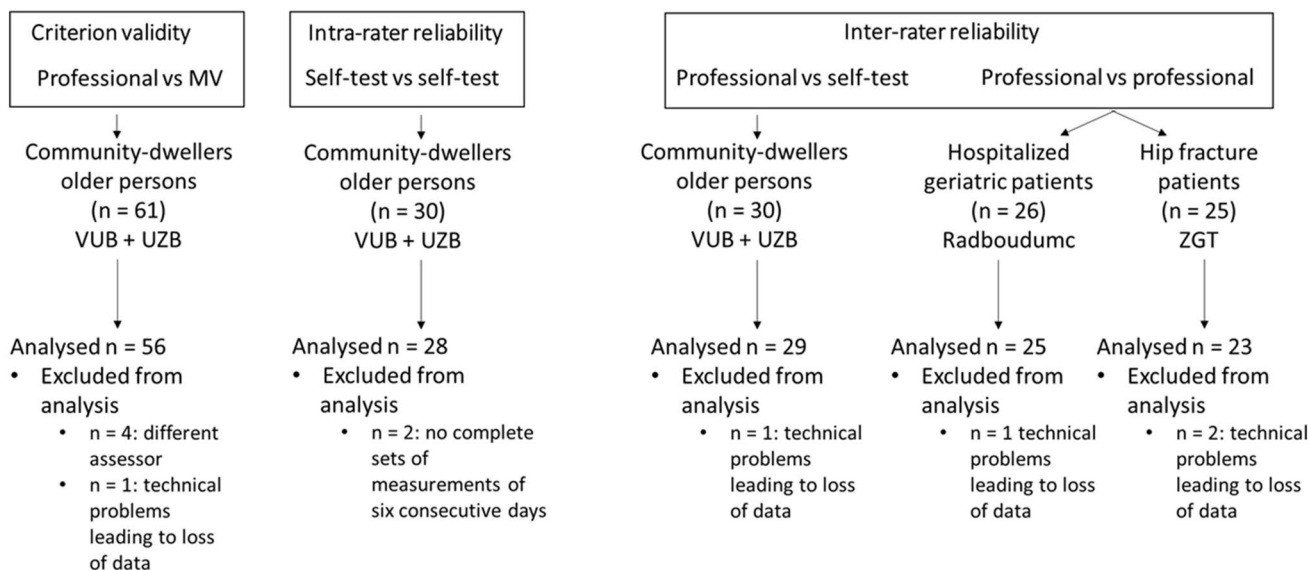 Criterion validity
Professional vs MV
Community-dwellers
older persons
(n = 61)
VUB + UZB
Analysed n = 56
• Excluded from
analysis
• n = 4: different
assessor
• n = 1: technical
problems
leading to loss
of data
Intra-rater reliability
Self-test vs self-test
Community-dwellers
older persons
(n = 30)
VUB + UZB
Analysed n = 28
• Excluded from
analysis
• n = 2: no complete
sets of
measurements of
six consecutive days
Inter-rater reliability
Professional vs self-test
Professional vs professional
Community-dwellers
older persons
(n = 30)
VUB + UZB
Analysed n = 29
• Excluded from
analysis
• n = 1: technical
problems
leading to loss
of data
Hospitalized
geriatric patients
(n = 26)
Radboudumc
Analysed n = 25
• Excluded from
analysis
• n = 1 technical
problems
leading to loss
of data
Hip fracture
patients
(n = 25)
ZGT
Analysed n = 23
• Excluded from
analysis
• n = 2: technical
problems
leading to loss of
of data